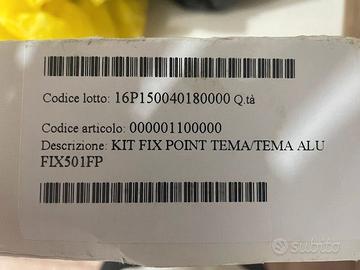 Codice lotto: 16P150040180000 Q.tà
Codice articolo: 000001100000
Descrizione: KIT FIX POINT TEMA/TEMA ALU
FIX501FP
subito